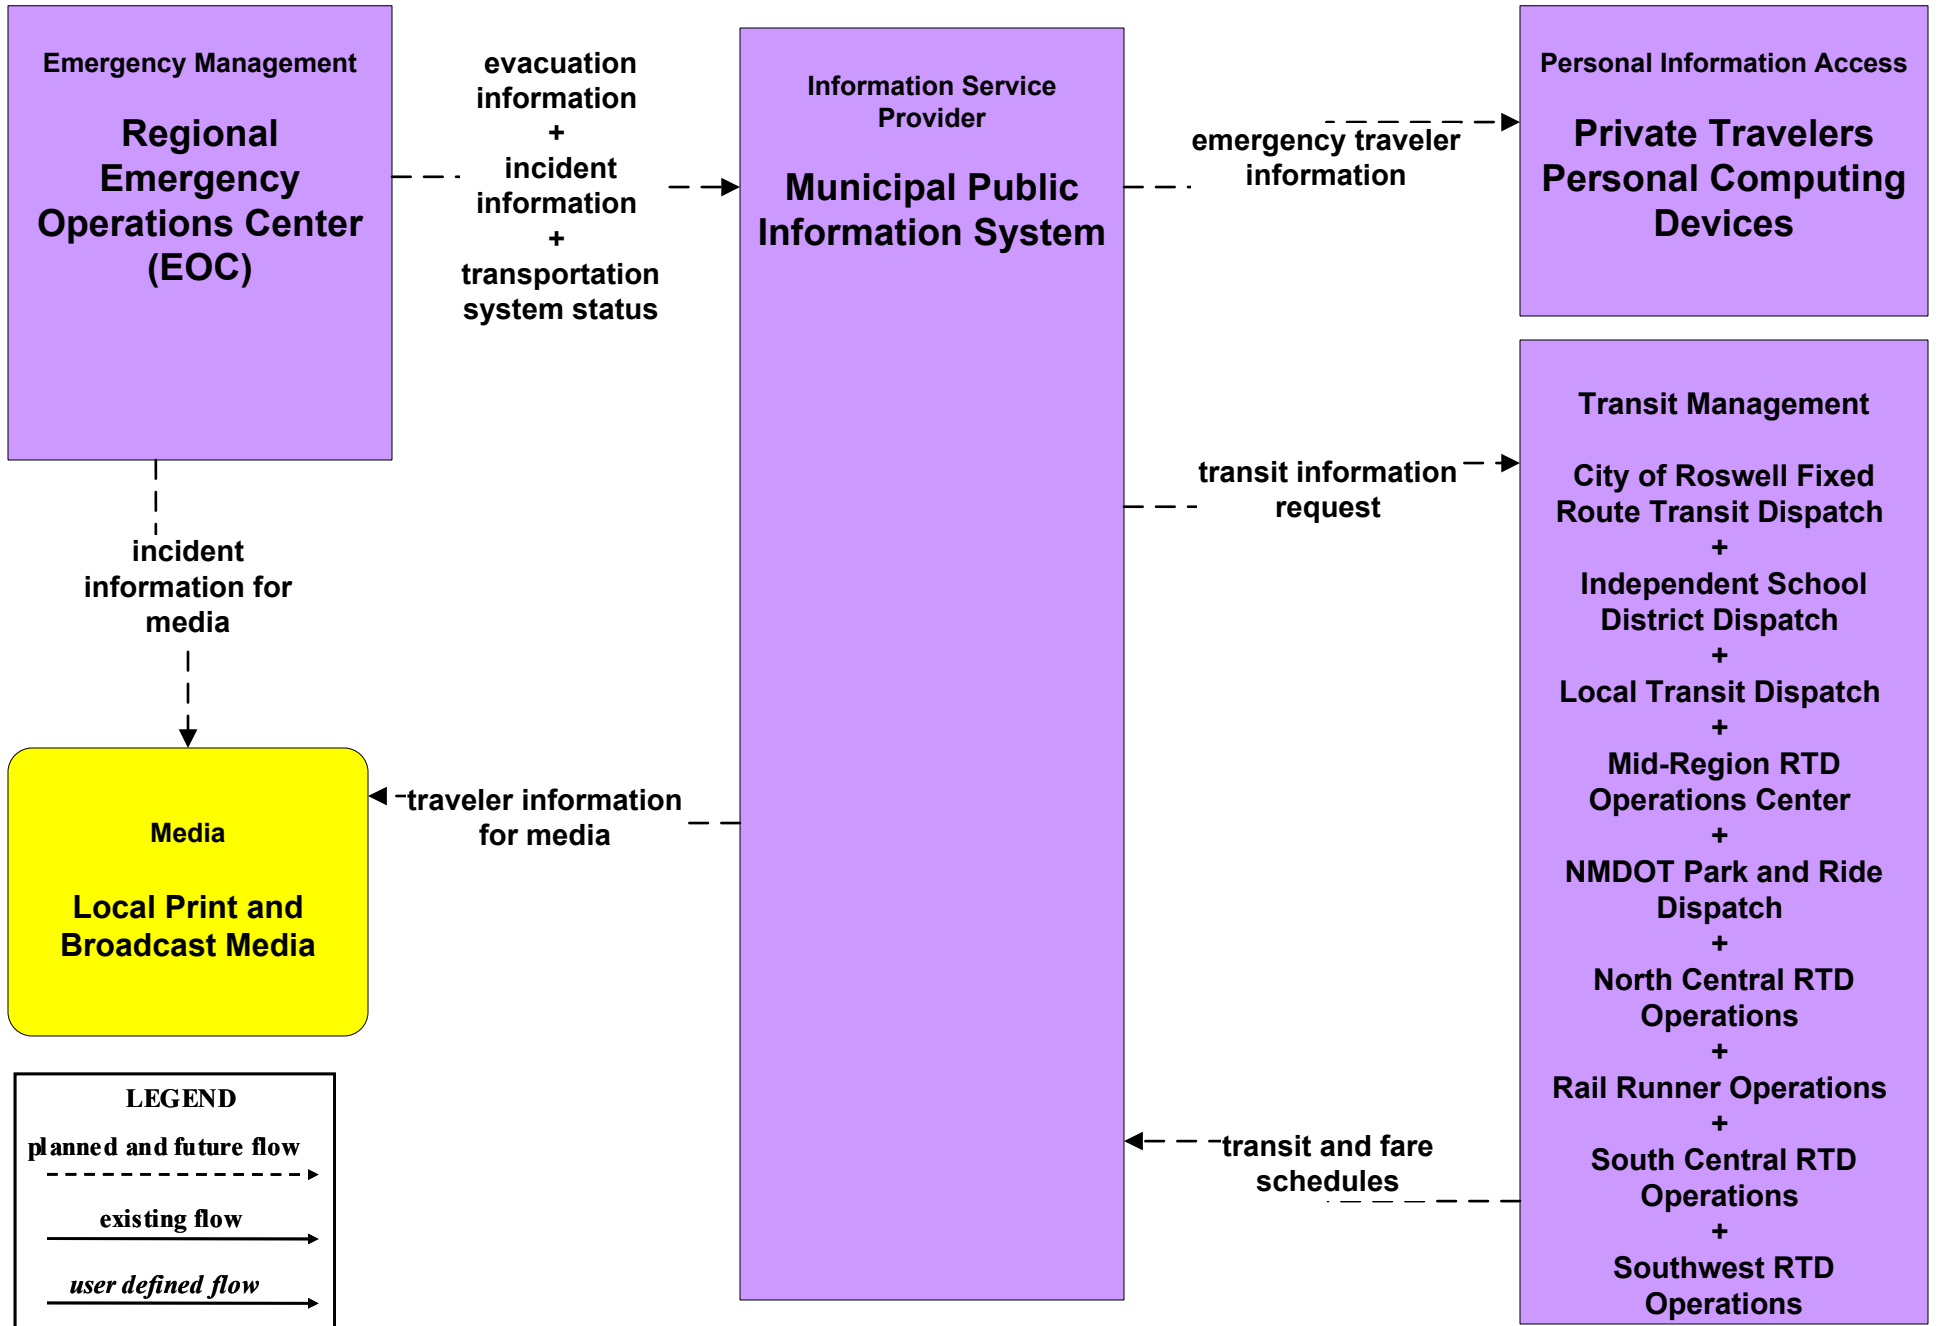 Emergency Management
Regional
Emergency
Operations Center
(EOC)
evacuation
information
+
incident
information
+
transportation
system status
Information Service
Provider
Municipal Public
Information System
emergency traveler
information
Personal Information Access
Private Travelers
Personal Computing
Devices
transit information
request
Transit Management
City of Roswell Fixed
Route Transit Dispatch
+
Independent School
District Dispatch
+
Local Transit Dispatch
+
Mid-Region RTD
Operations Center
+
NMDOT Park and Ride
Dispatch
+
North Central RTD
Operations
+
Rail Runner Operations
+
South Central RTD
Operations
+
Southwest RTD
Operations
incident
information for
media
traveler information
for media
Media
Local Print and
Broadcast Media
transit and fare
schedules
LEGEND
planned and future flow
existing flow
user defined flow